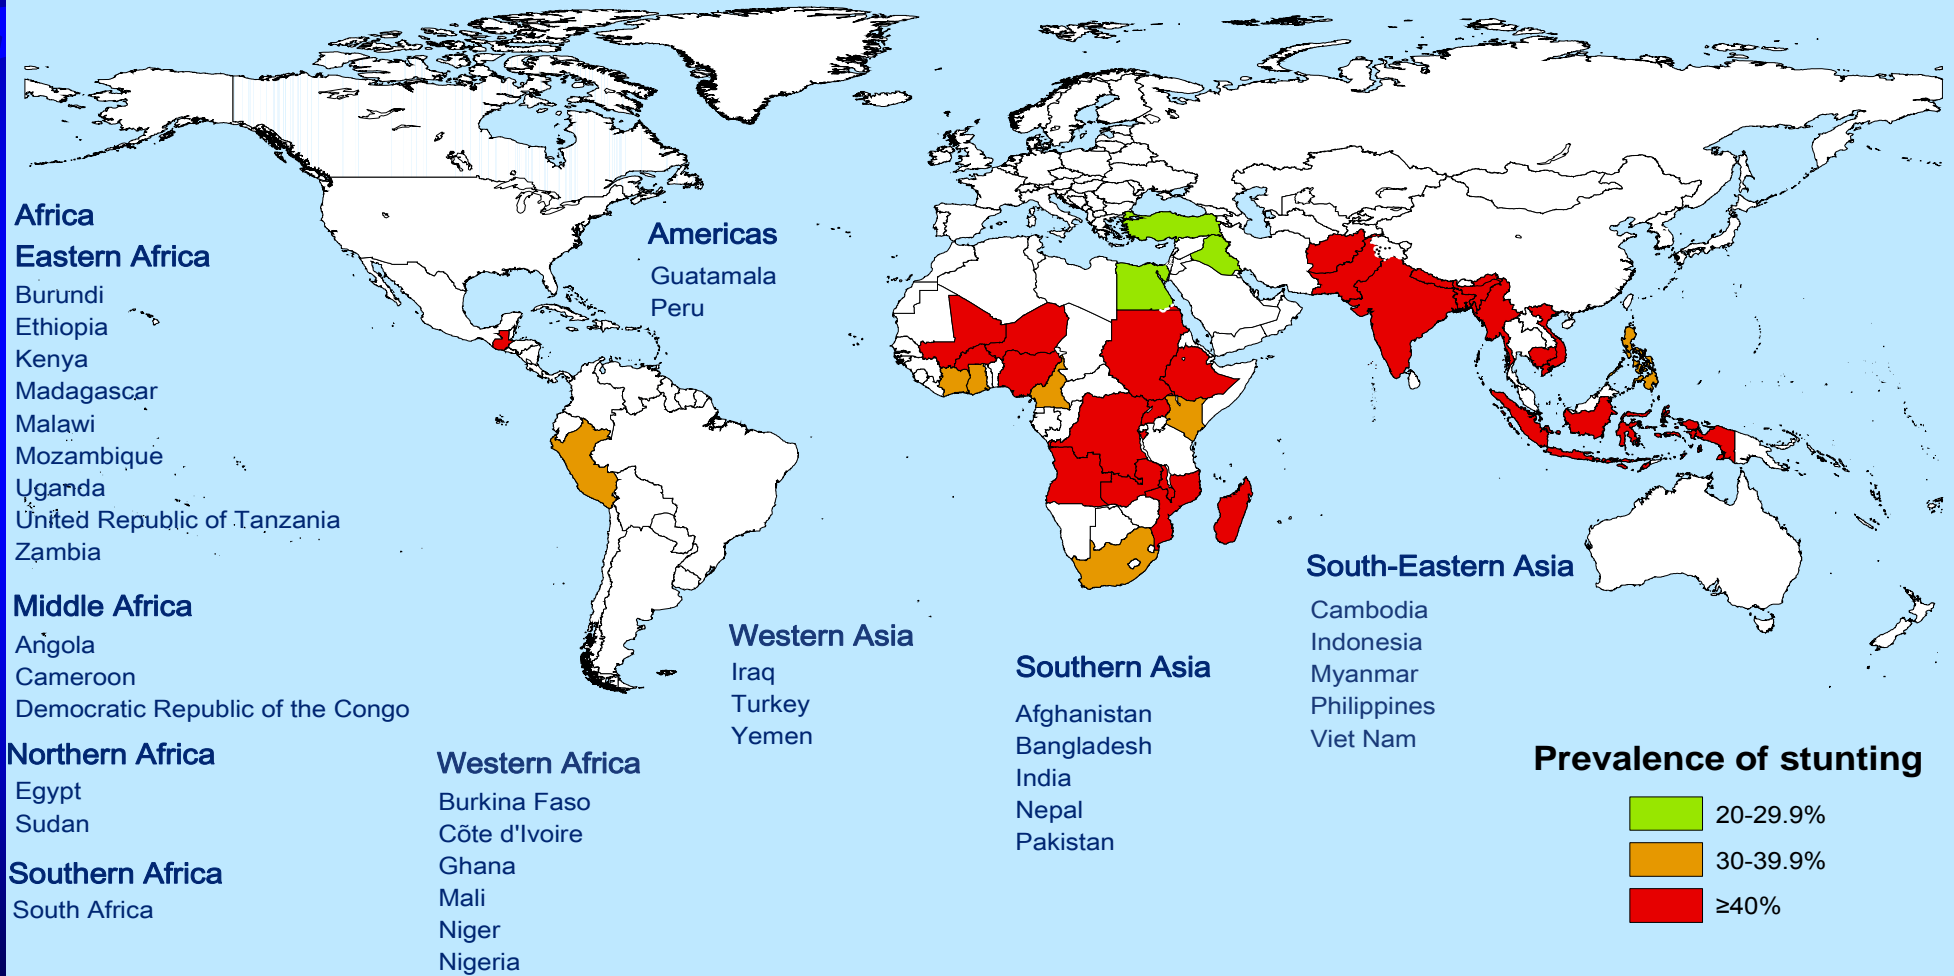 Africa
Eastern Africa
Burundi
Ethiopia
Kenya
Madagascar
Malawi
Mozambique
Uganda
United Republic of Tanzania
Zambia
Middle Africa
Angola
Cameroon
Democratic Republic of the Congo
Northern Africa
Egypt
Sudan
Southern Africa
South Africa
Western Africa
Burkina Faso
Cõte d'Ivoire
Ghana
Mali
Niger
Nigeria
Americas
Guatamala
Peru
Western Asia
Iraq
Turkey
Yemen
Southern Asia
Afghanistan
Bangladesh
India
Nepal
Pakistan
South-Eastern Asia
Cambodia
Indonesia
Myanmar
Philippines
Viet Nam
Prevalence of stunting
20-29.9%
30-39.9%
≥40%